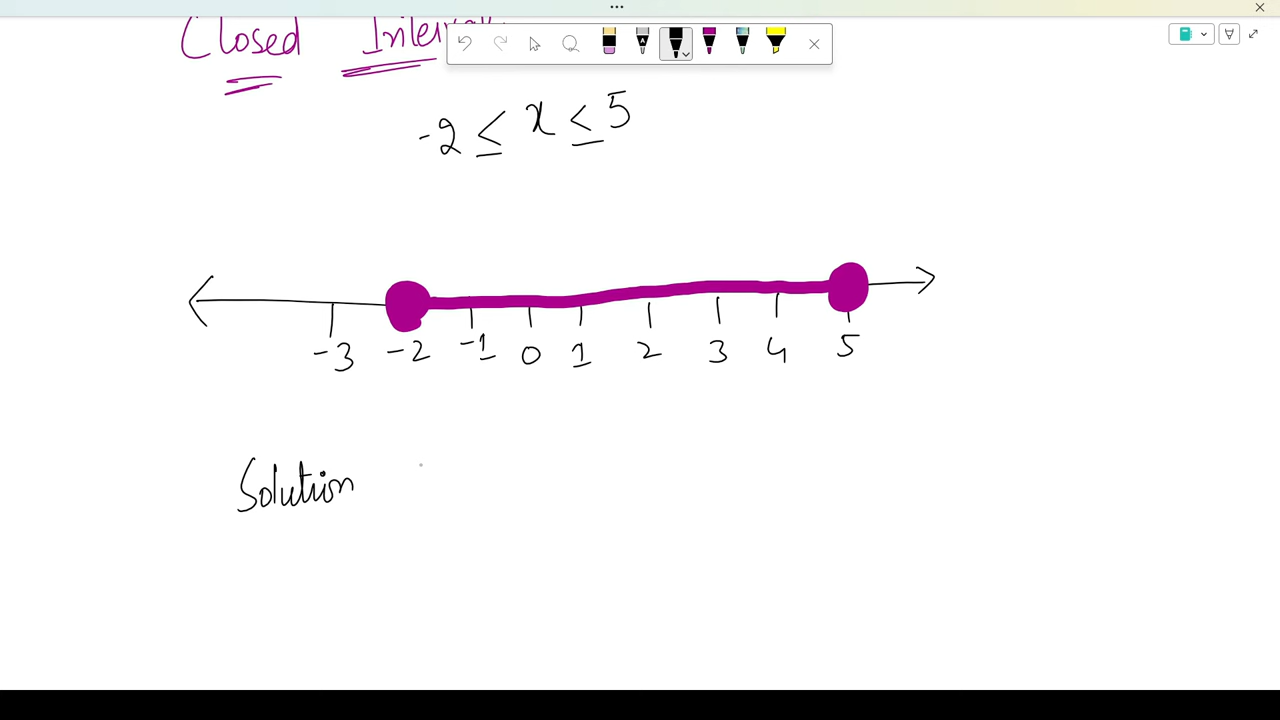 Closed
-2 ≤ x ≤ 5
-3 -2 -1 0 1 2 3 4 5
Solution